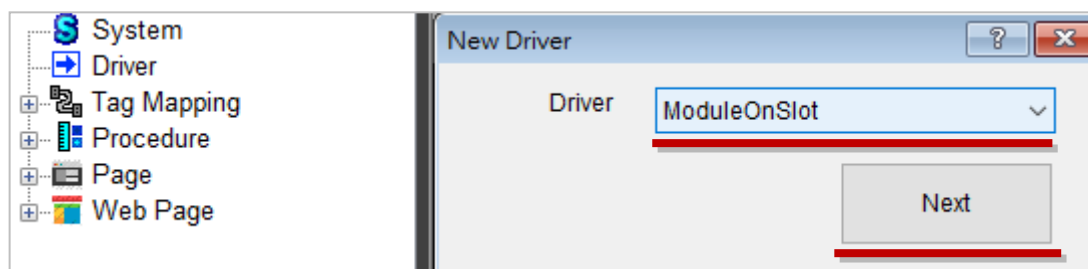 System
Driver
Tag Mapping
Procedure
Page
Web Page
New Driver
?
Driver
ModuleOnSlot
Next